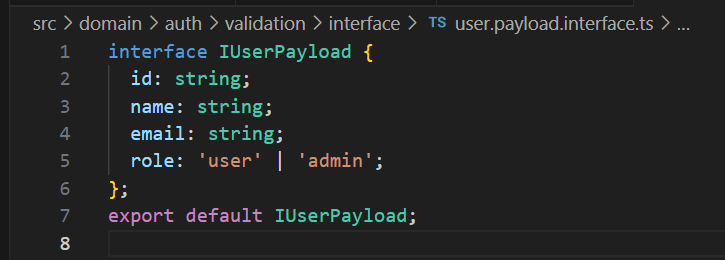 src > domain > auth > validation > interface > TS user.payload.interface.ts > ...
1 interface IUserPayload {
2 id: string;
3 name: string;
4 email: string;
5 role: 'user' | 'admin';
6 };
7 export default IUserPayload;
8